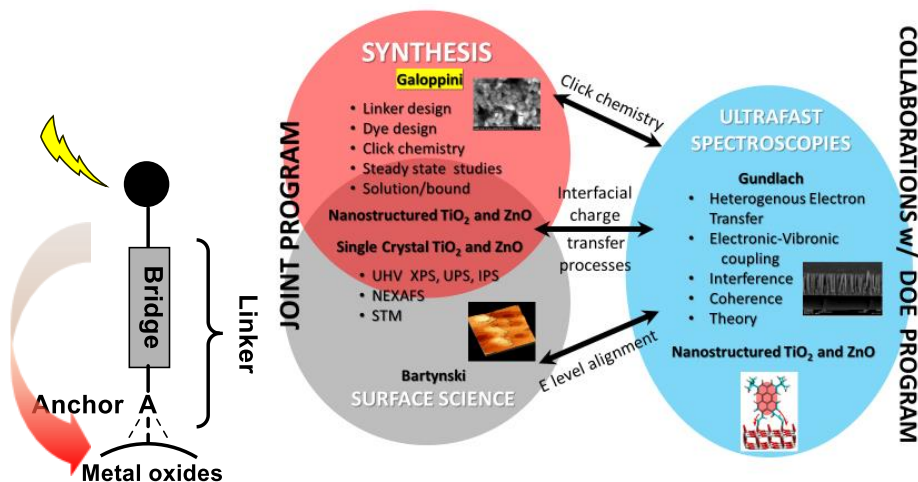 Bridge
Linker
Anchor A
Metal oxides
JOINT PROGRAM
SYNTHESIS
Galoppini
• Linker design
• Dye design
• Click chemistry
• Steady state studies
• Solution/bound
Nanostructured TiO₂ and ZnO
Single Crystal TiO₂ and ZnO
• UHV XPS, UPS, IPS
• NEXAFS
• STM
Bartynski
SURFACE SCIENCE
Click chemistry
Interfacial
charge
transfer
processes
E level alignment
ULTRAFAST
SPECTROSCOPIES
Gundlach
• Heterogenous Electron
Transfer
• Electronic-Vibronic
coupling
• Interference
• Coherence
• Theory
Nanostructured TiO₂ and ZnO
COLLABORATIONS w/ DOE PROGRAM